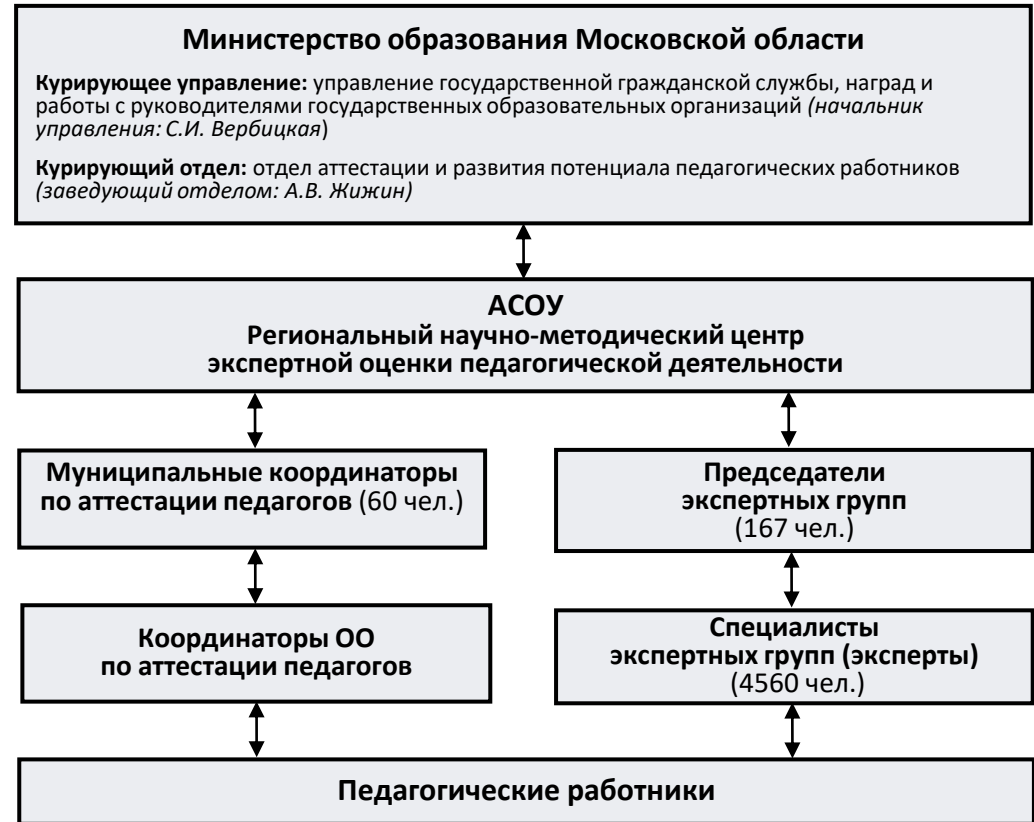 Министерство образования Московской области
Курирующее управление: управление государственной гражданской службы, наград и
работы с руководителями государственных образовательных организаций (начальник
управления: С.И. Вербицкая)
Курирующий отдел: отдел аттестации и развития потенциала педагогических работников
(заведующий отделом: А.В. Жижин)
АСОУ
Региональный научно-методический центр
экспертной оценки педагогической деятельности
Муниципальные координаторы
по аттестации педагогов (60 чел.)
Председатели
экспертных групп
(167 чел.)
Координаторы ОО
по аттестации педагогов
Специалисты
экспертных групп (эксперты)
(4560 чел.)
Педагогические работники